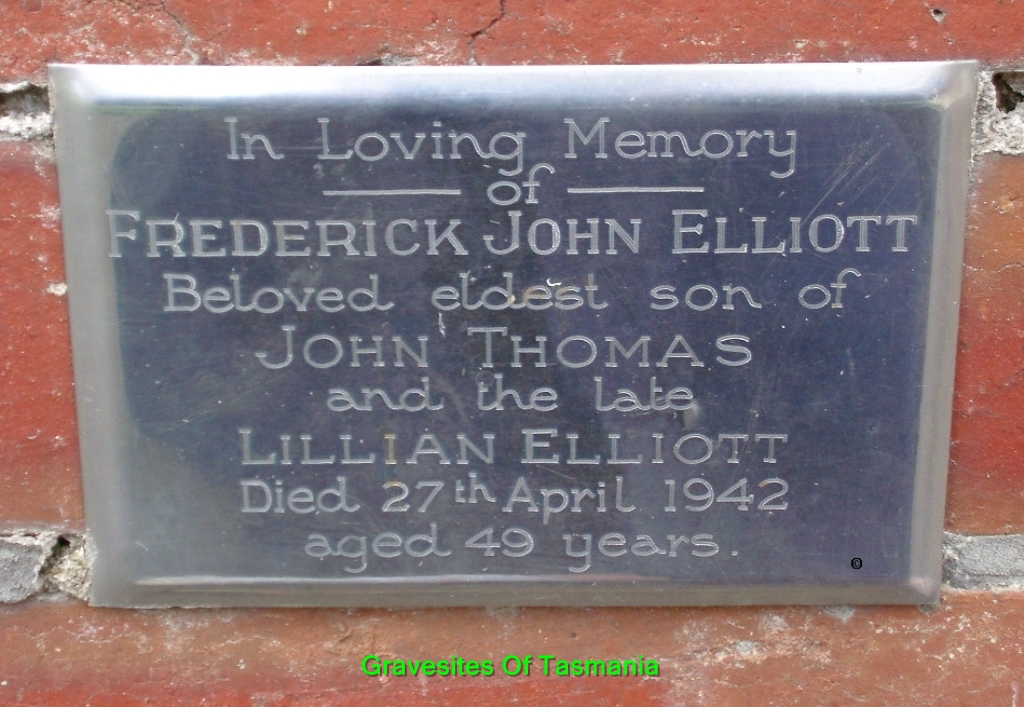 In Loving Memory
of
FREDERICK JOHN ELLIOTT
Beloved eldest son of
JOHN THOMAS
and the late
LILLIAN ELLIOTT
Died 27th April 1942
aged 49 years.
©
Gravesites Of Tasmania